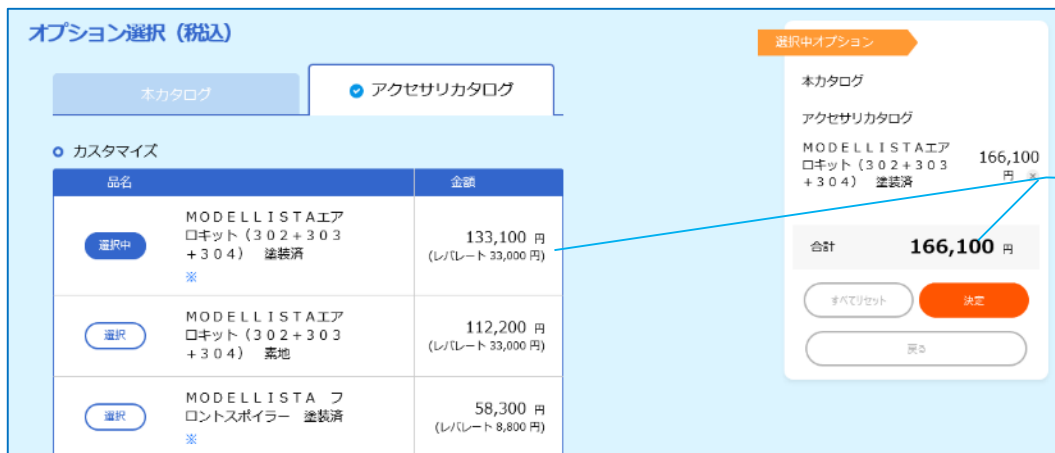 オプション選択（税込）
本カタログ
アクセサリカタログ
カスタマイズ
品名
金額
選択中
ＭＯＤＥＬＬＩＳＴＡエア
ロキット（３０２＋３０３
＋３０４）　塗装済
※
133,100 円
(レバレート 33,000 円)
選択
ＭＯＤＥＬＬＩＳＴＡエア
ロキット（３０２＋３０３
＋３０４）　素地
112,200 円
(レバレート 33,000 円)
選択
ＭＯＤＥＬＬＩＳＴＡ　フ
ロントスポイラー　塗装済
※
58,300 円
(レバレート 8,800 円)
選択中オプション
本カタログ
アクセサリカタログ
ＭＯＤＥＬＬＩＳＴＡエア
ロキット（３０２＋３０３
＋３０４）　塗装済
166,100
円
×
合計
166,100 円
すべてリセット
決定
戻る